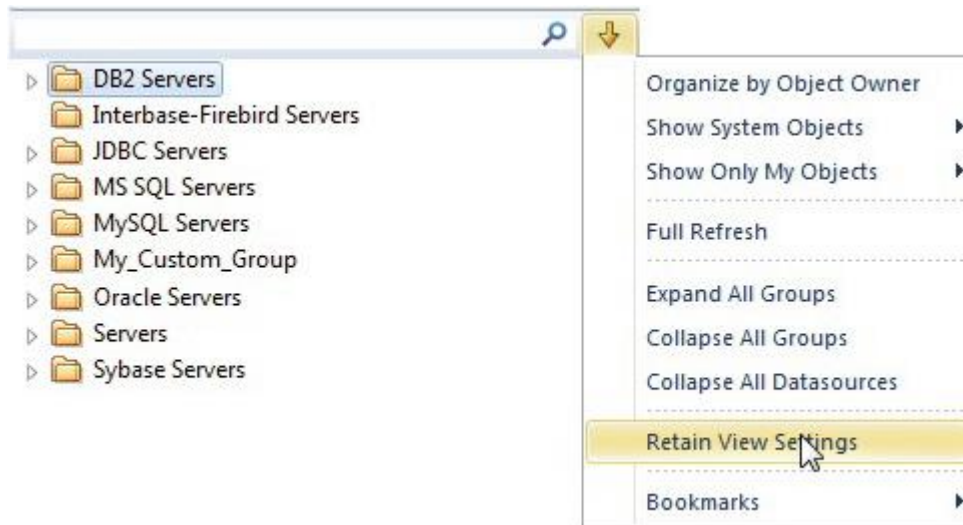 DB2 Servers
Interbase-Firebird Servers
JDBC Servers
MS SQL Servers
MySQL Servers
My_Custom_Group
Oracle Servers
Servers
Sybase Servers
Organize by Object Owner
Show System Objects
Show Only My Objects
Full Refresh
Expand All Groups
Collapse All Groups
Collapse All Datasources
Retain View Settings
Bookmarks